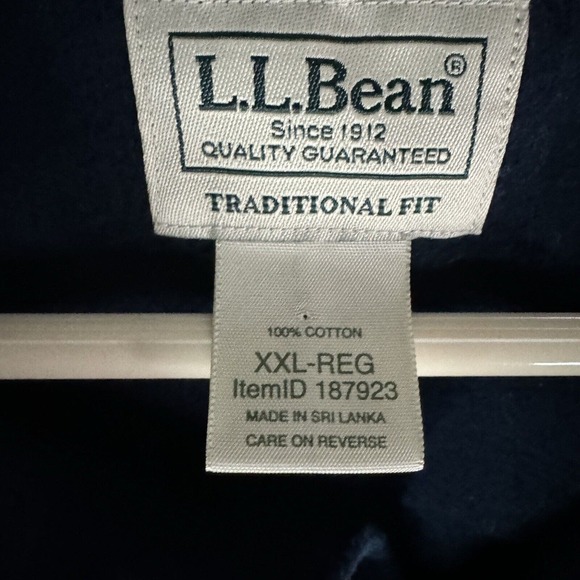 L.L.Bean®
Since 1912
QUALITY GUARANTEED
TRADITIONAL FIT
100% COTTON
XXL-REG
ItemID 187923
MADE IN SRI LANKA
CARE ON REVERSE